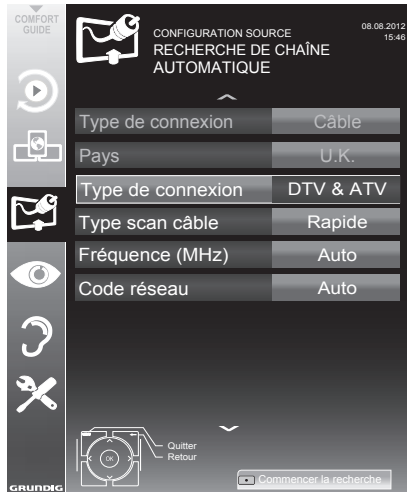 COMFORT
GUIDE
CONFIGURATION SOURCE
08.08.2012
15:46
RECHERCHE DE CHAÎNE
AUTOMATIQUE
Type de connexion Câble
Pays U.K.
Type de connexion DTV & ATV
Type scan câble Rapide
Fréquence (MHz) Auto
Code réseau Auto
OK
Quitter
Retour
Commencer la recherche
GRUNDIG